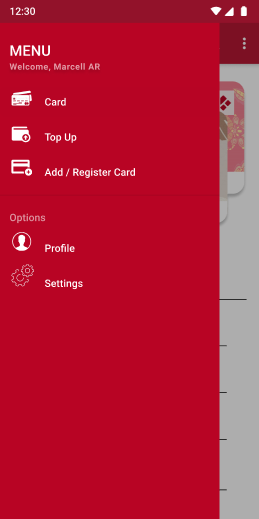 12:30
MENU
Welcome, Marcell AR
Card
Top Up
Add / Register Card
Options
Profile
Settings